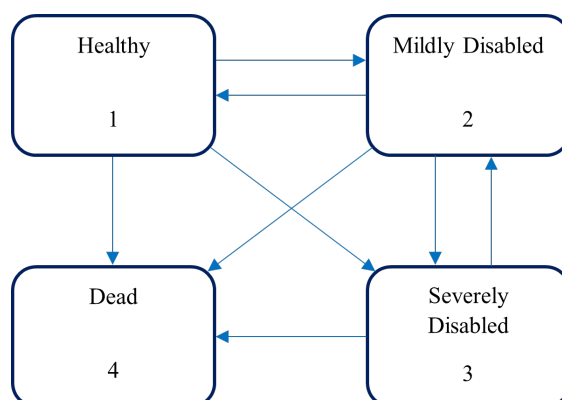 Healthy
1
Mildly Disabled
2
Dead
4
Severely
Disabled
3